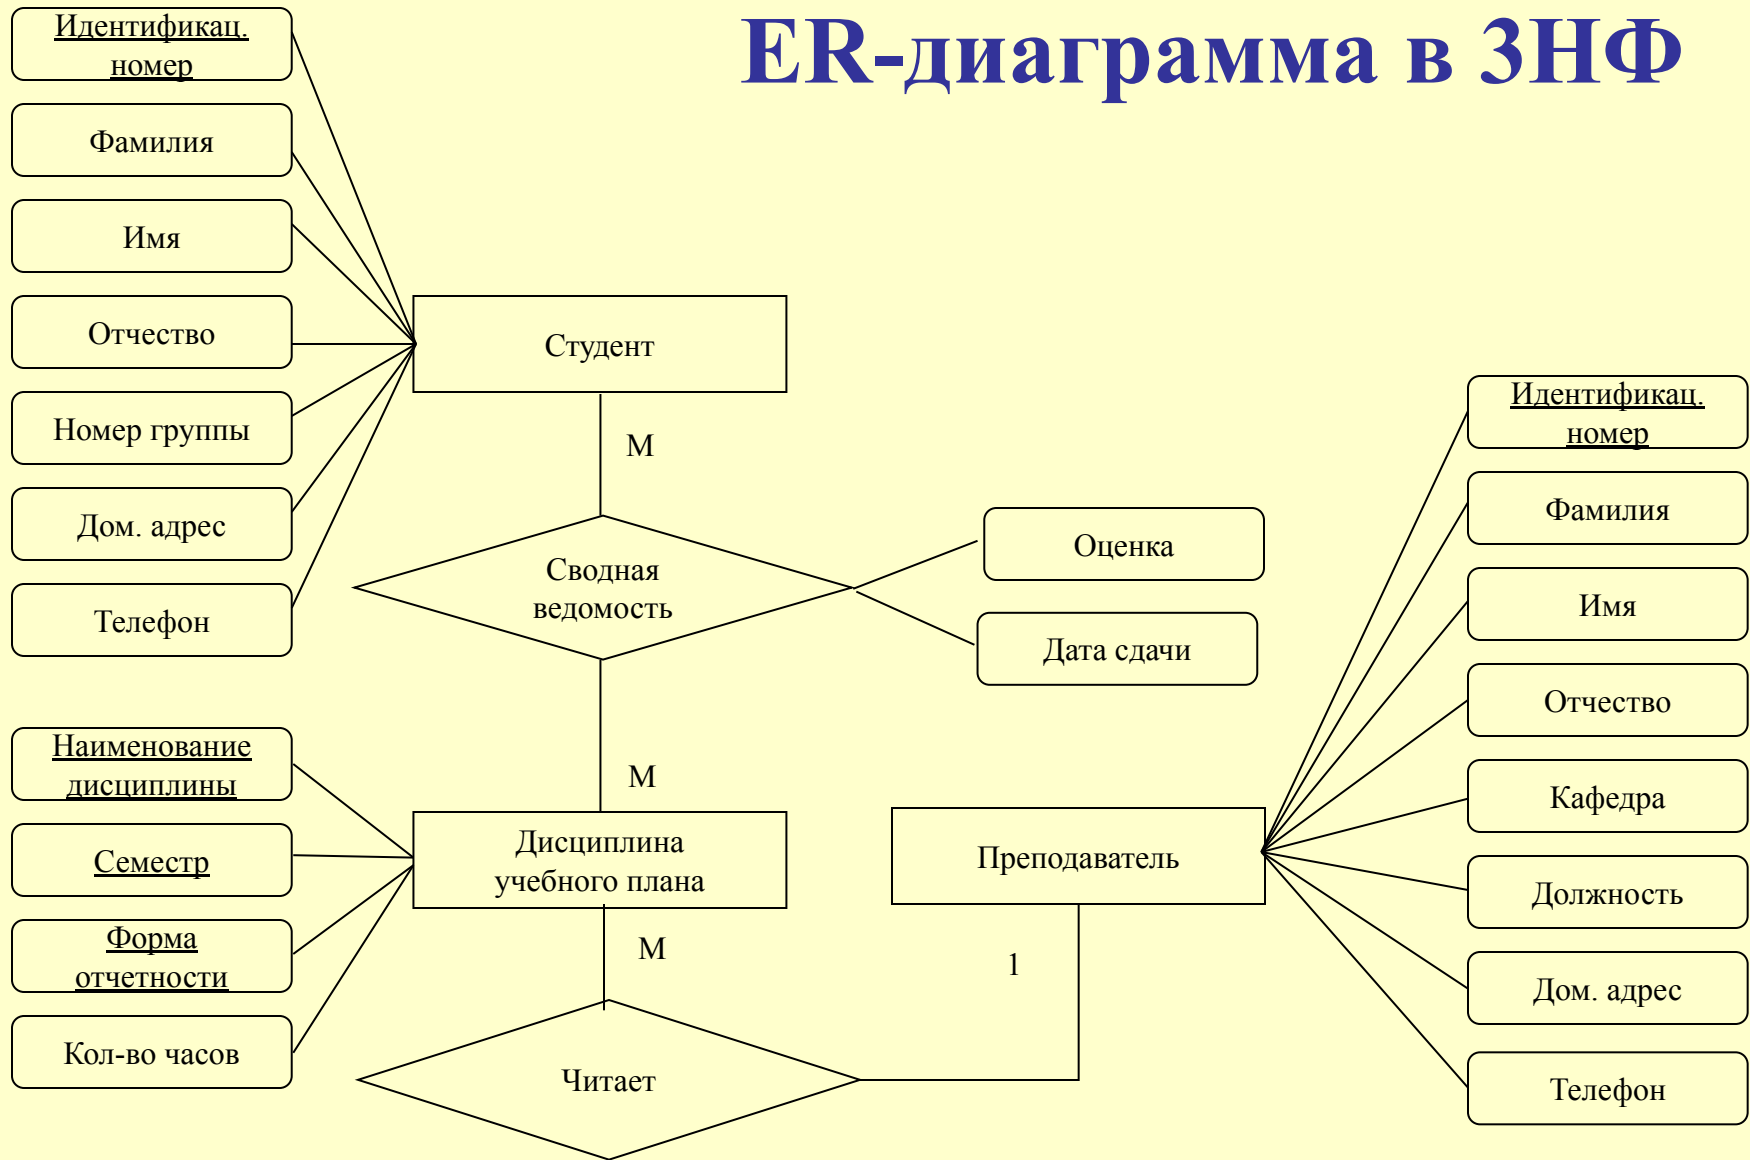 ER-диаграмма в 3НФ
Идентификац.
номер
Фамилия
Имя
Отчество
Номер группы
Дом. адрес
Телефон
Студент
М
Сводная
ведомость
Оценка
Дата сдачи
М
Наименование
дисциплины
Семестр
Форма
отчетности
Кол-во часов
Дисциплина
учебного плана
М
Читает
1
Преподаватель
Идентификац.
номер
Фамилия
Имя
Отчество
Кафедра
Должность
Дом. адрес
Телефон